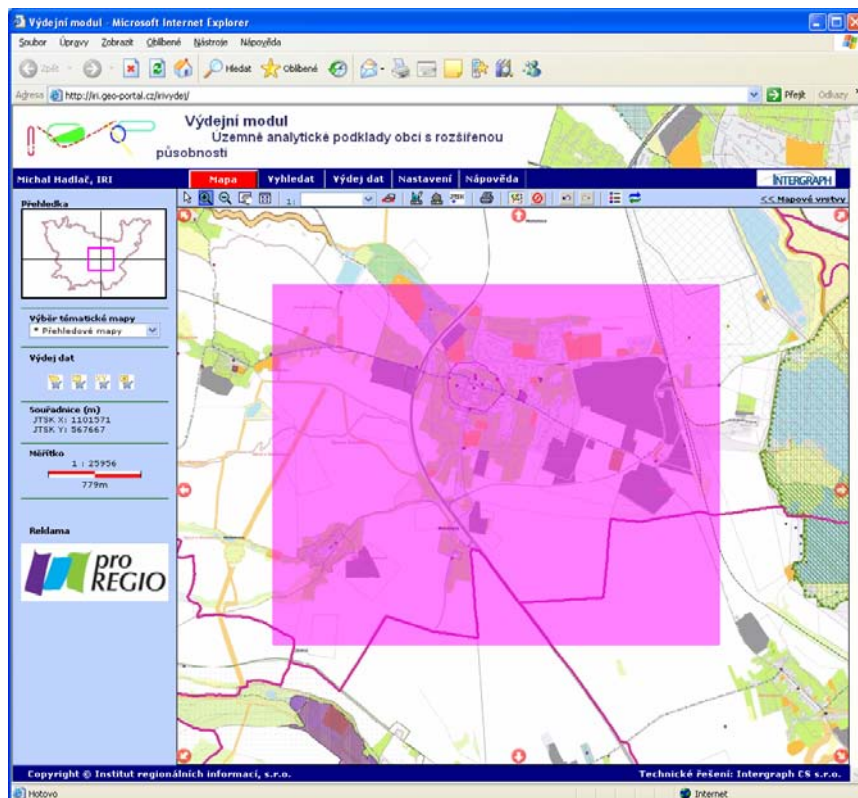 Výdejní modul - Microsoft Internet Explorer
Soubor Úpravy Zobrazit Oblíbené Nástroje Nápověda
Zpět Hledat Oblíbené
Adresa http://iri.geo-portal.cz/irivydej/ Přejít Odkazy
Výdejní modul
Územně analytické podklady obcí s rozšířenou
působností
Michal Hadlač, IRI Mapa Vyhledat Výdej dat Nastavení Nápověda INTERGRAPH
1: << Mapové vrstvy
Přehledka
Výběr tématické mapy
* Přehledové mapy
Výdej dat
Souřadnice (m)
JTSK X: 1101571
JTSK Y: 567667
Měřítko
1 : 25956
779m
Reklama
pro
REGIO
Copyright © Institut regionálních informací, s.r.o. Technické řešení: Intergraph CS s.r.o.
Hotovo Internet